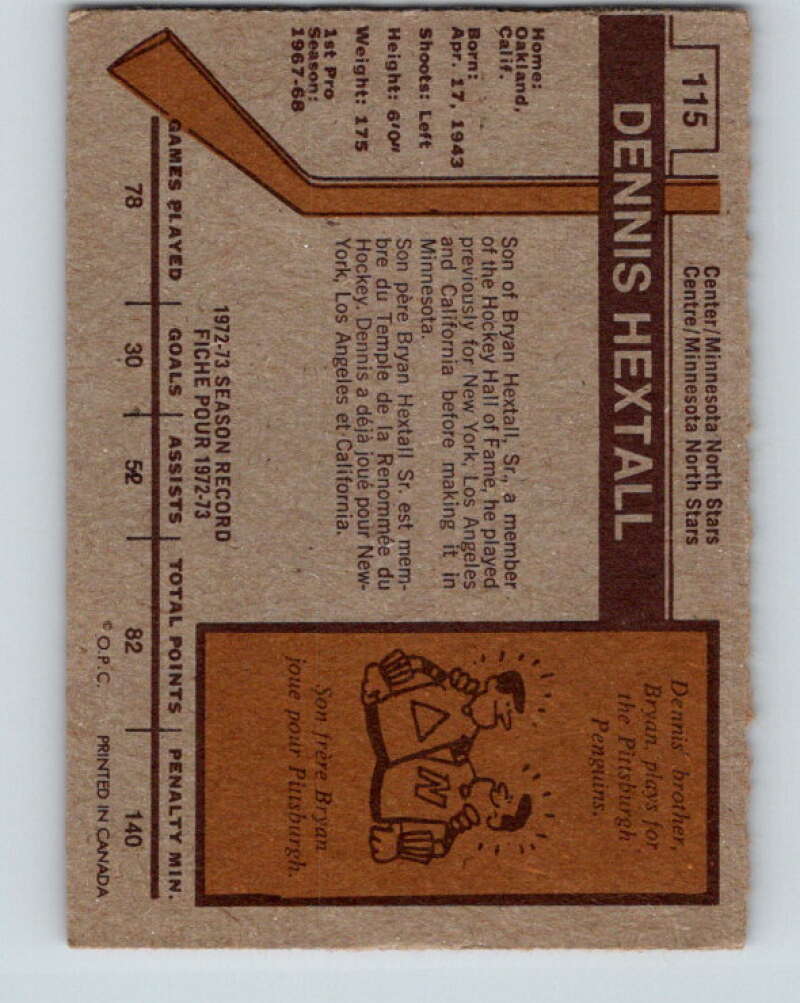 115
Center/Minnesota North Stars
Centre/Minnesota North Stars
DENNIS HEXTALL
Home:
Oakland,
Calif.
Born:
Apr. 17, 1943
Shoots: Left
Height: 6'0"
Weight: 175
1st Pro
Season:
1967-68
Son of Bryan Hextall, Sr., a member
of the Hockey Hall of Fame, he played
previously for New York, Los Angeles
and California before making it in
Minnesota.
Son père Bryan Hextall Sr. est mem-
bre du Temple de la Renommée du
Hockey. Dennis a déjà joué pour New-
York, Los Angeles et California.
Dennis' brother,
Bryan, plays for
the Pittsburgh
Penguins.
N
Son frère Bryan
joue pour Pittsburgh.
1972-73 SEASON RECORD
FICHE POUR 1972-73
GAMES PLAYED GOALS ASSISTS TOTAL POINTS PENALTY MIN.
78 30 52 82 140
© O.P.C. PRINTED IN CANADA